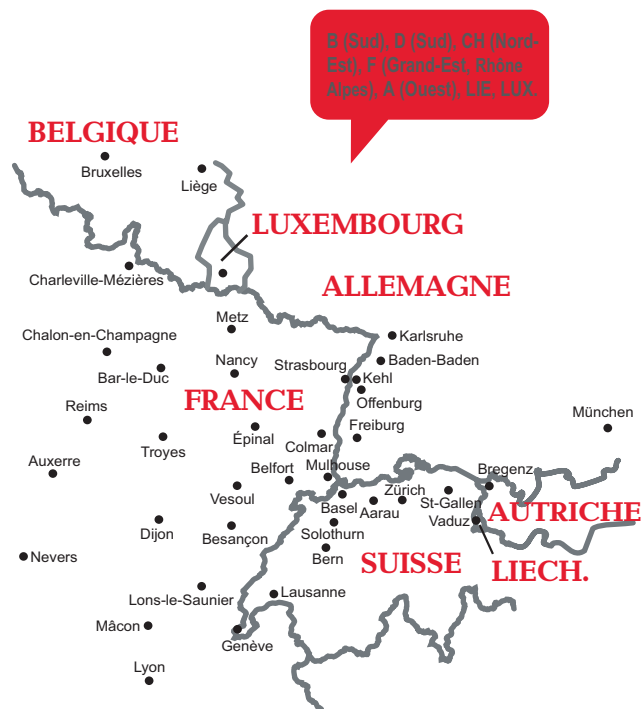 B (Sud), D (Sud), CH (Nord-
Est), F (Grand-Est, Rhône
Alpes), A (Ouest), LIE, LUX.
BELGIQUE
Bruxelles
Liège
LUXEMBOURG
Charleville-Mézières
ALLEMAGNE
Metz
Chalon-en-Champagne
Karlsruhe
Nancy
Strasbourg
Baden-Baden
Bar-le-Duc
Kehl
FRANCE
Offenburg
Reims
München
Épinal
Freiburg
Troyes
Colmar
Auxerre
Belfort
Mulhouse
Bregenz
Vesoul
Zürich
St-Gallen
Basel
Aarau
AUTRICHE
Vaduz
Dijon
Besançon
Solothurn
Nevers
Bern
SUISSE
LIECH.
Lons-le-Saunier
Lausanne
Mâcon
Genève
Lyon